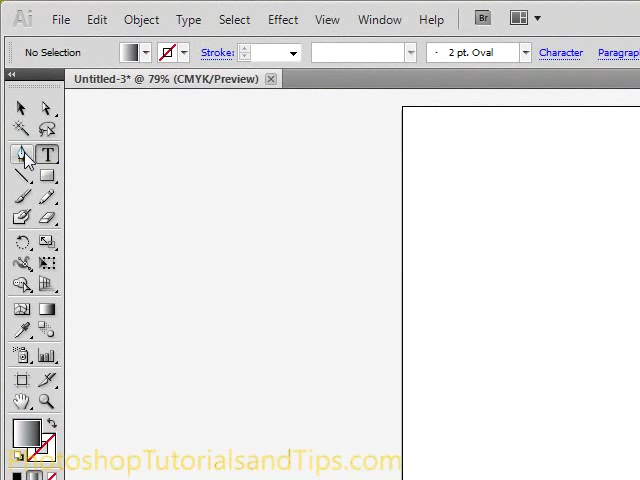 Ai File Edit Object Type Select Effect View Window Help Br
No Selection Stroke: 2 pt. Oval Character Paragraph
Untitled-3* @ 79% (CMYK/Preview)
T
PhotoshopTutorialsandTips.com